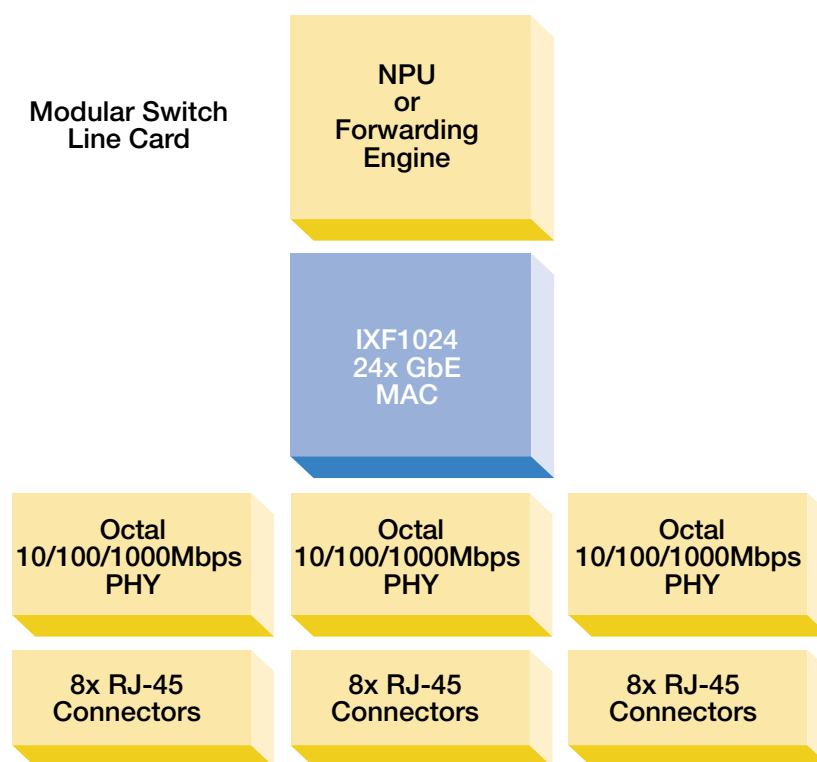 Modular Switch
Line Card
NPU
or
Forwarding
Engine
IXF1024
24x GbE
MAC
Octal
10/100/1000Mbps
PHY
Octal
10/100/1000Mbps
PHY
Octal
10/100/1000Mbps
PHY
8x RJ-45
Connectors
8x RJ-45
Connectors
8x RJ-45
Connectors